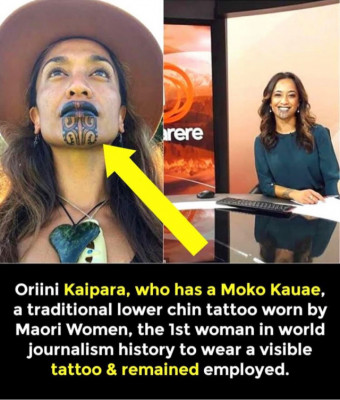 rere
Oriini Kaipara, who has a Moko Kauae,
a traditional lower chin tattoo worn by
Maori Women, the 1st woman in world
journalism history to wear a visible
tattoo & remained employed.